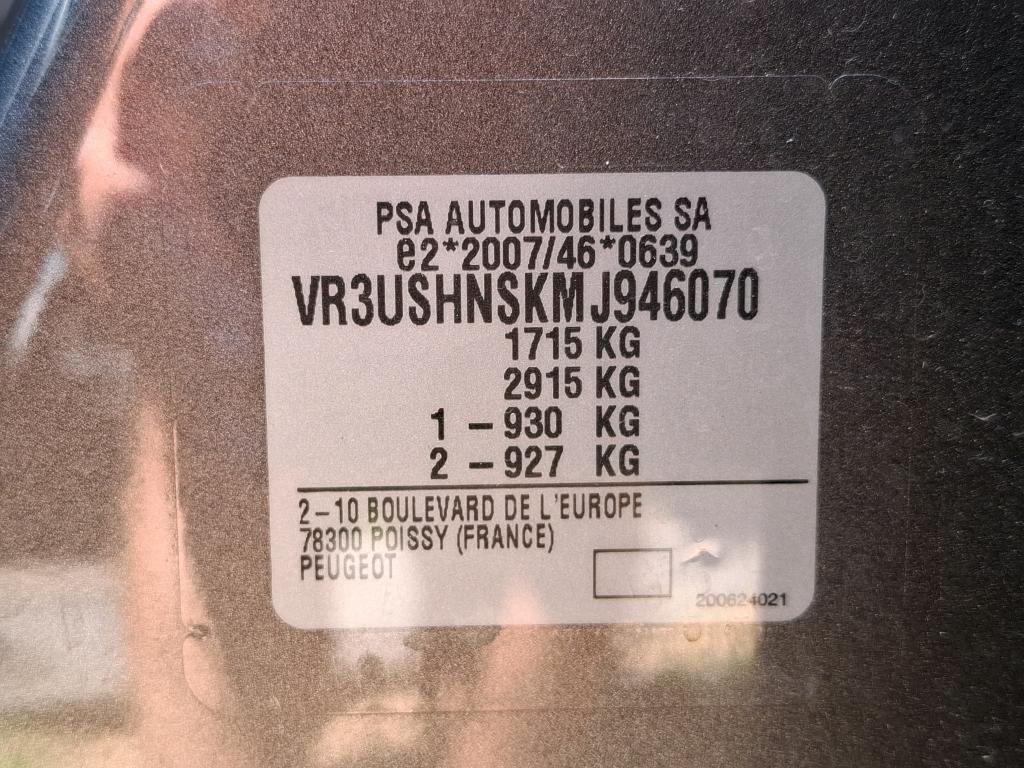 PSA AUTOMOBILES SA
e2*2007/46*0639
VR3USHNSKMJ946070
1715 KG
2915 KG
1 – 930 KG
2 – 927 KG
2–10 BOULEVARD DE L'EUROPE
78300 POISSY (FRANCE)
PEUGEOT
200624021